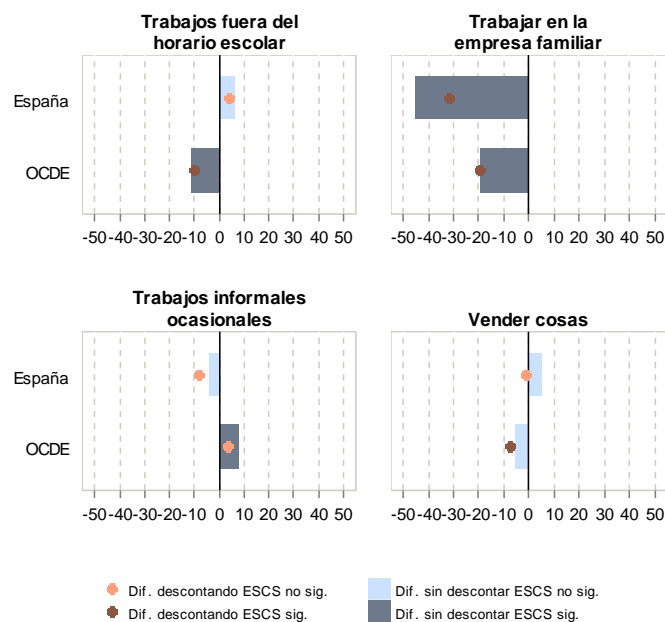 Trabajos fuera del
horario escolar
Trabajar en la
empresa familiar
España
OCDE
-50 -40 -30 -20 -10 0 10 20 30 40 50
-50 -40 -30 -20 -10 0 10 20 30 40 50
Trabajos informales
ocasionales
Vender cosas
España
OCDE
-50 -40 -30 -20 -10 0 10 20 30 40 50
-50 -40 -30 -20 -10 0 10 20 30 40 50
Dif. descontando ESCS no sig.
Dif. sin descontar ESCS no sig.
Dif. descontando ESCS sig.
Dif. sin descontar ESCS sig.